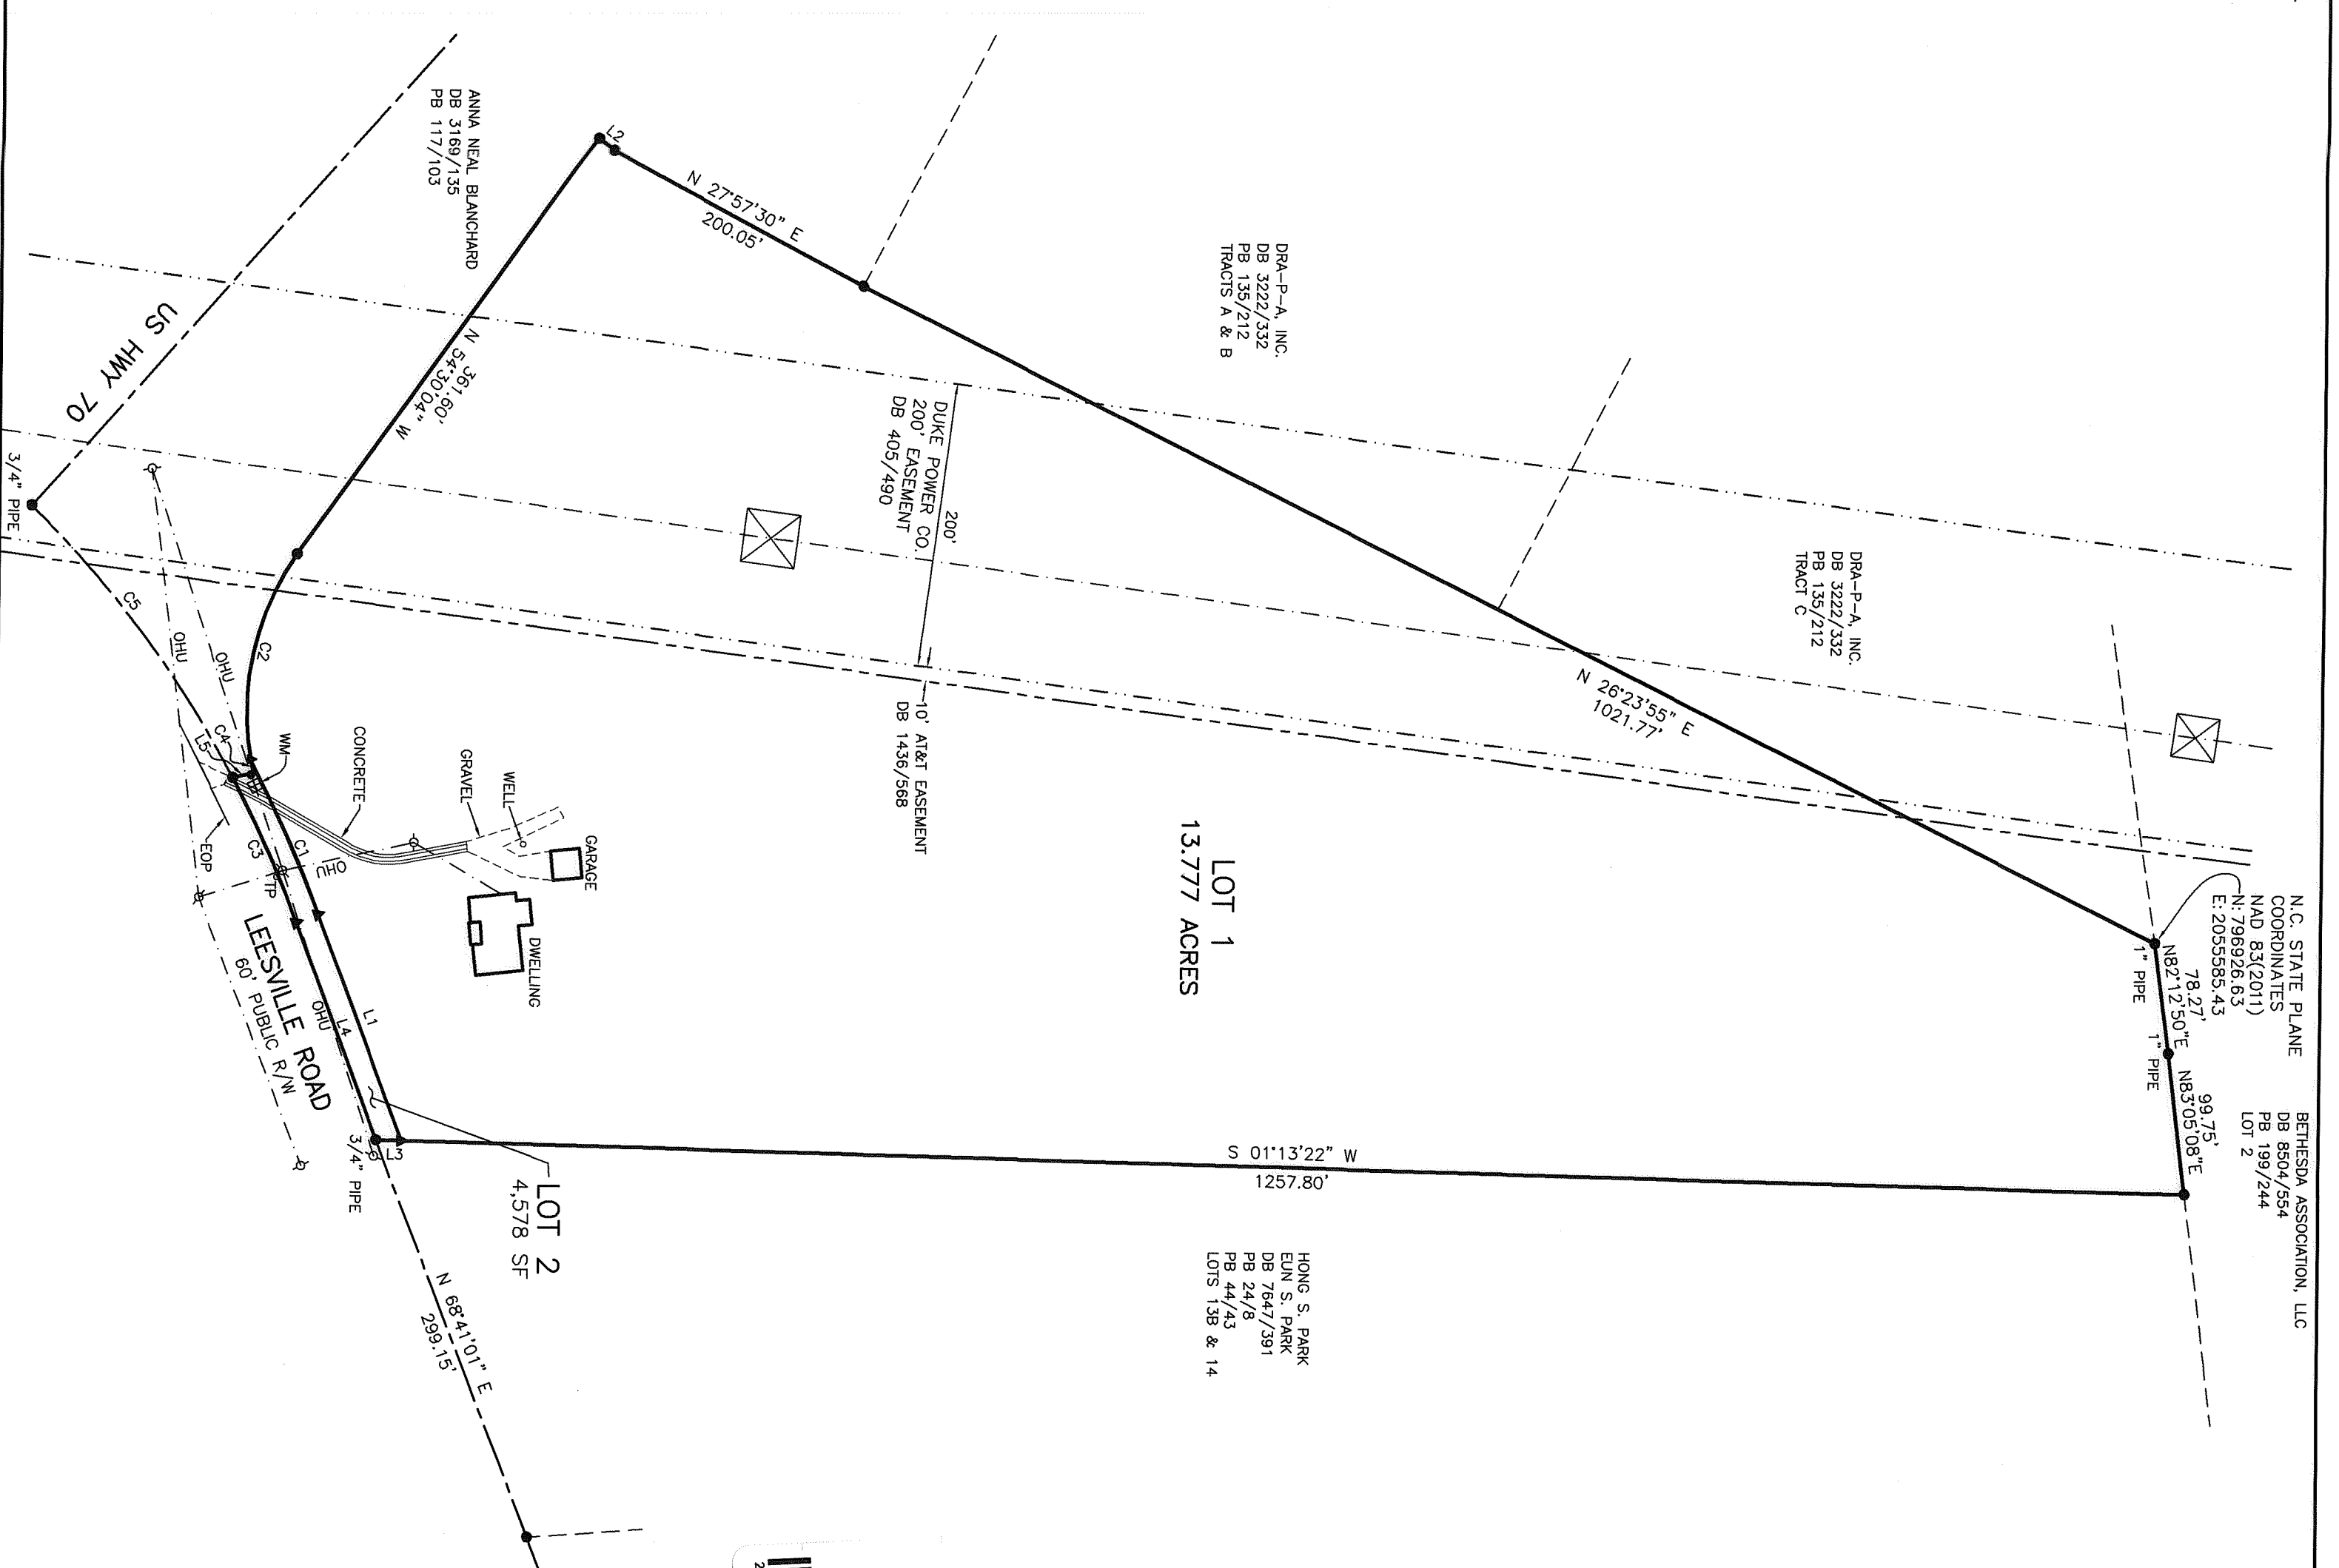 N.C. STATE PLANE
COORDINATES
NAD 83(2011)
N: 796926.63
E: 2055585.43
BETHESDA ASSOCIATION, LLC
DB 8504/554
PB 199/244
LOT 2
1" PIPE
N82°12'50"E
78.27'
1" PIPE
N83°05'08"E
99.75'
DRA-P-A, INC.
DB 3222/332
PB 135/212
TRACT C
N 26°23'55" E
1021.77'
DRA-P-A, INC.
DB 3222/332
PB 135/212
TRACTS A & B
LOT 1
13.777 ACRES
S 01°13'22" W
1257.80'
HONG S. PARK
EUN S. PARK
DB 7647/391
PB 24/8
PB 44/43
LOTS 13B & 14
DUKE POWER CO.
200' EASEMENT
DB 405/490
200'
10' AT&T EASEMENT
DB 1436/568
N 27°57'30" E
200.05'
L2
ANNA NEAL BLANCHARD
DB 3169/135
PB 117/103
N 54°30'04" W
361.60'
US HWY 70
3/4" PIPE
C5
OHU
OHU
C2
C4
L5
WM
CONCRETE
GRAVEL
WELL
GARAGE
DWELLING
EOP
C3
C1
OHU
TP
L1
L4
OHU
LEESVILLE ROAD
60' PUBLIC R/W
L3
3/4" PIPE
LOT 2
4,578 SF
N 68°41'01" E
299.15'
2